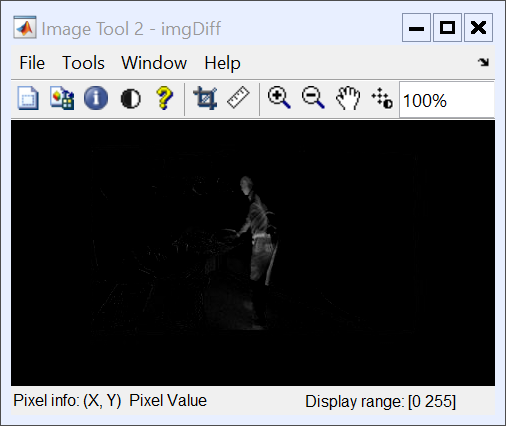 Image Tool 2 - imgDiff
File Tools Window Help
100%
Pixel info: (X, Y) Pixel Value
Display range: [0 255]